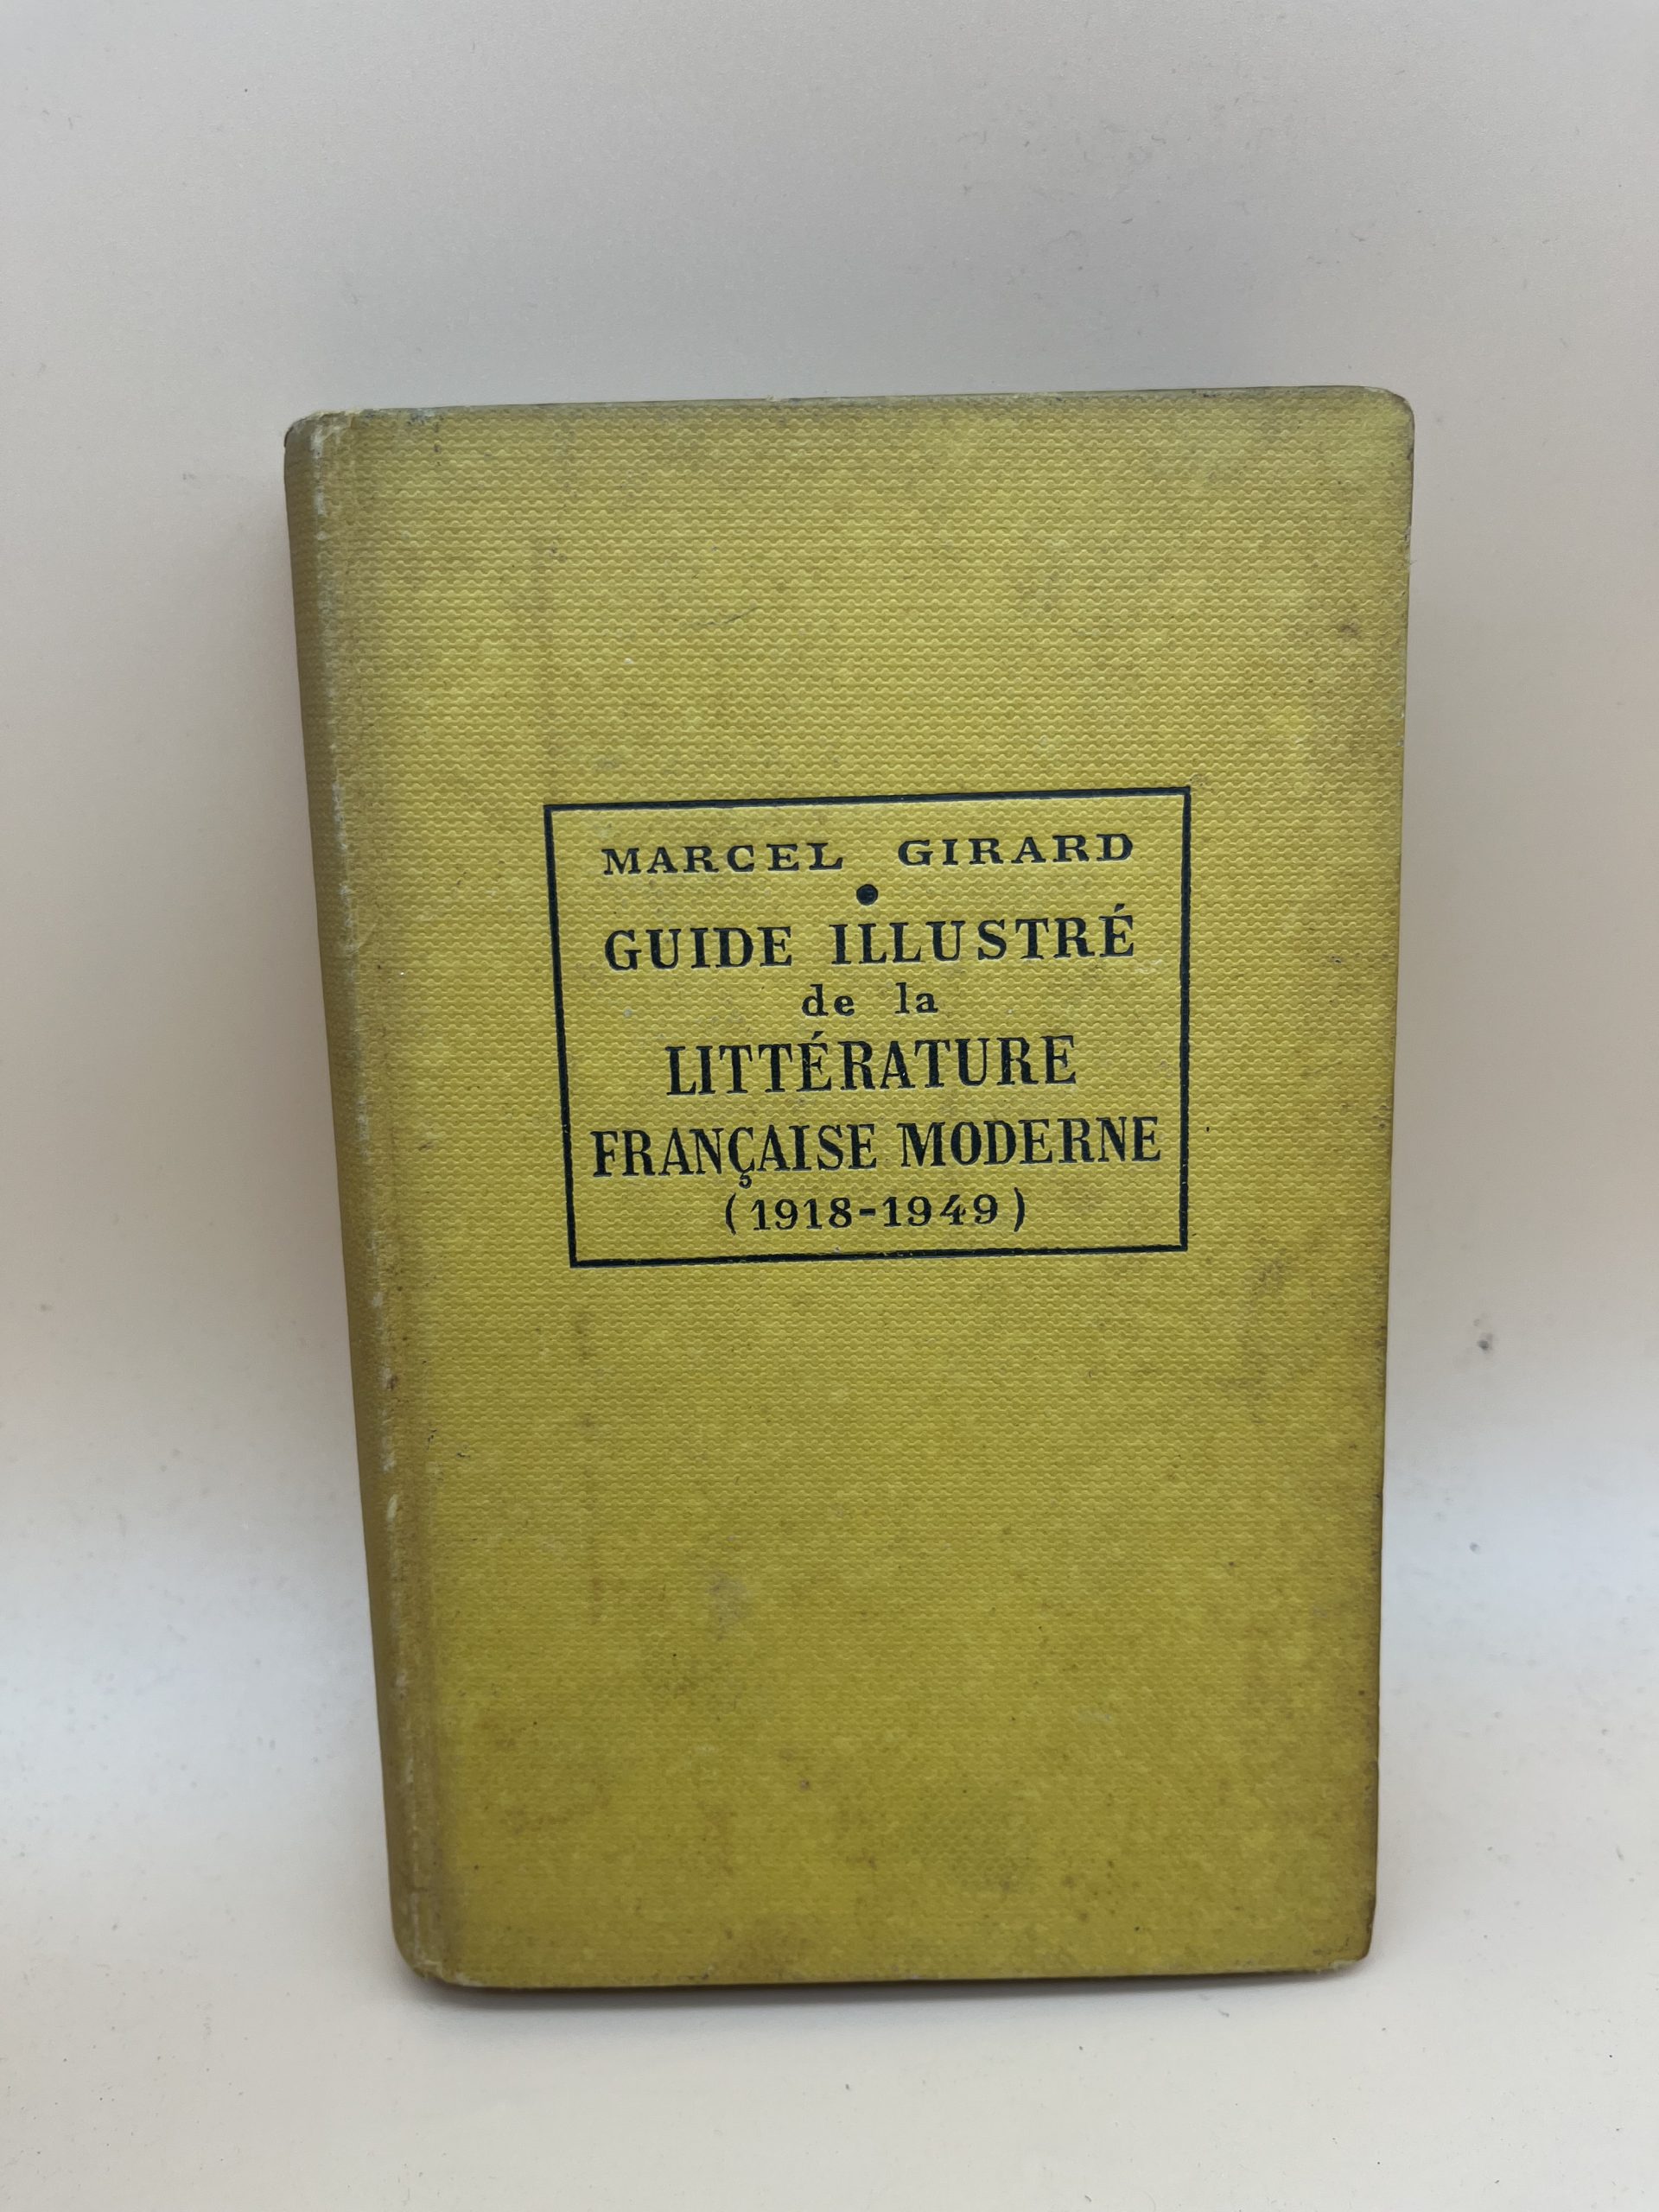 MARCEL GIRARD
●
GUIDE ILLUSTRÉ
de la
LITTÉRATURE
FRANÇAISE MODERNE
(1918-1949)